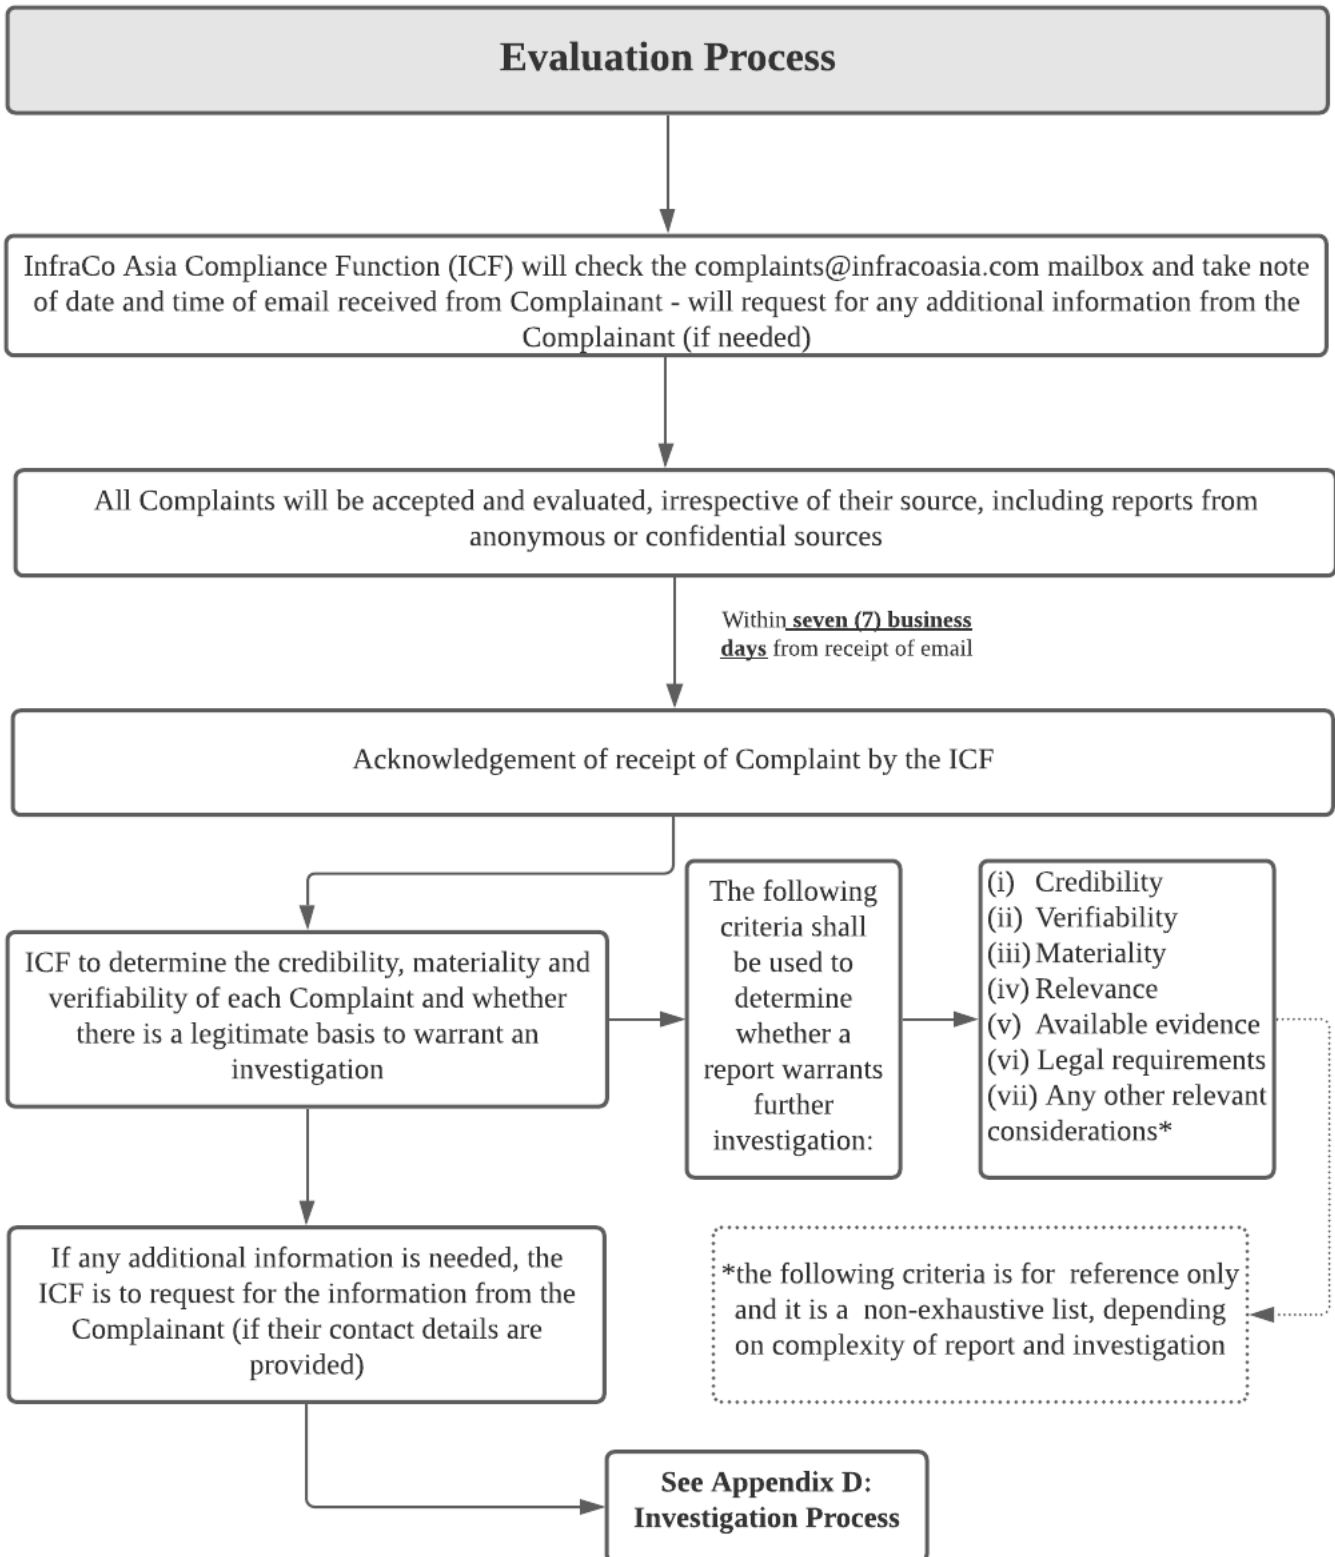 Evaluation Process
InfraCo Asia Compliance Function (ICF) will check the complaints@infracoasia.com mailbox and take note
of date and time of email received from Complainant - will request for any additional information from the
Complainant (if needed)
All Complaints will be accepted and evaluated, irrespective of their source, including reports from
anonymous or confidential sources
Within seven (7) business
days from receipt of email
Acknowledgement of receipt of Complaint by the ICF
ICF to determine the credibility, materiality and
verifiability of each Complaint and whether
there is a legitimate basis to warrant an
investigation
The following
criteria shall
be used to
determine
whether a
report warrants
further
investigation:
(i) Credibility
(ii) Verifiability
(iii) Materiality
(iv) Relevance
(v) Available evidence
(vi) Legal requirements
(vii) Any other relevant
considerations*
If any additional information is needed, the
ICF is to request for the information from the
Complainant (if their contact details are
provided)
*the following criteria is for reference only
and it is a non-exhaustive list, depending
on complexity of report and investigation
See Appendix D:
Investigation Process